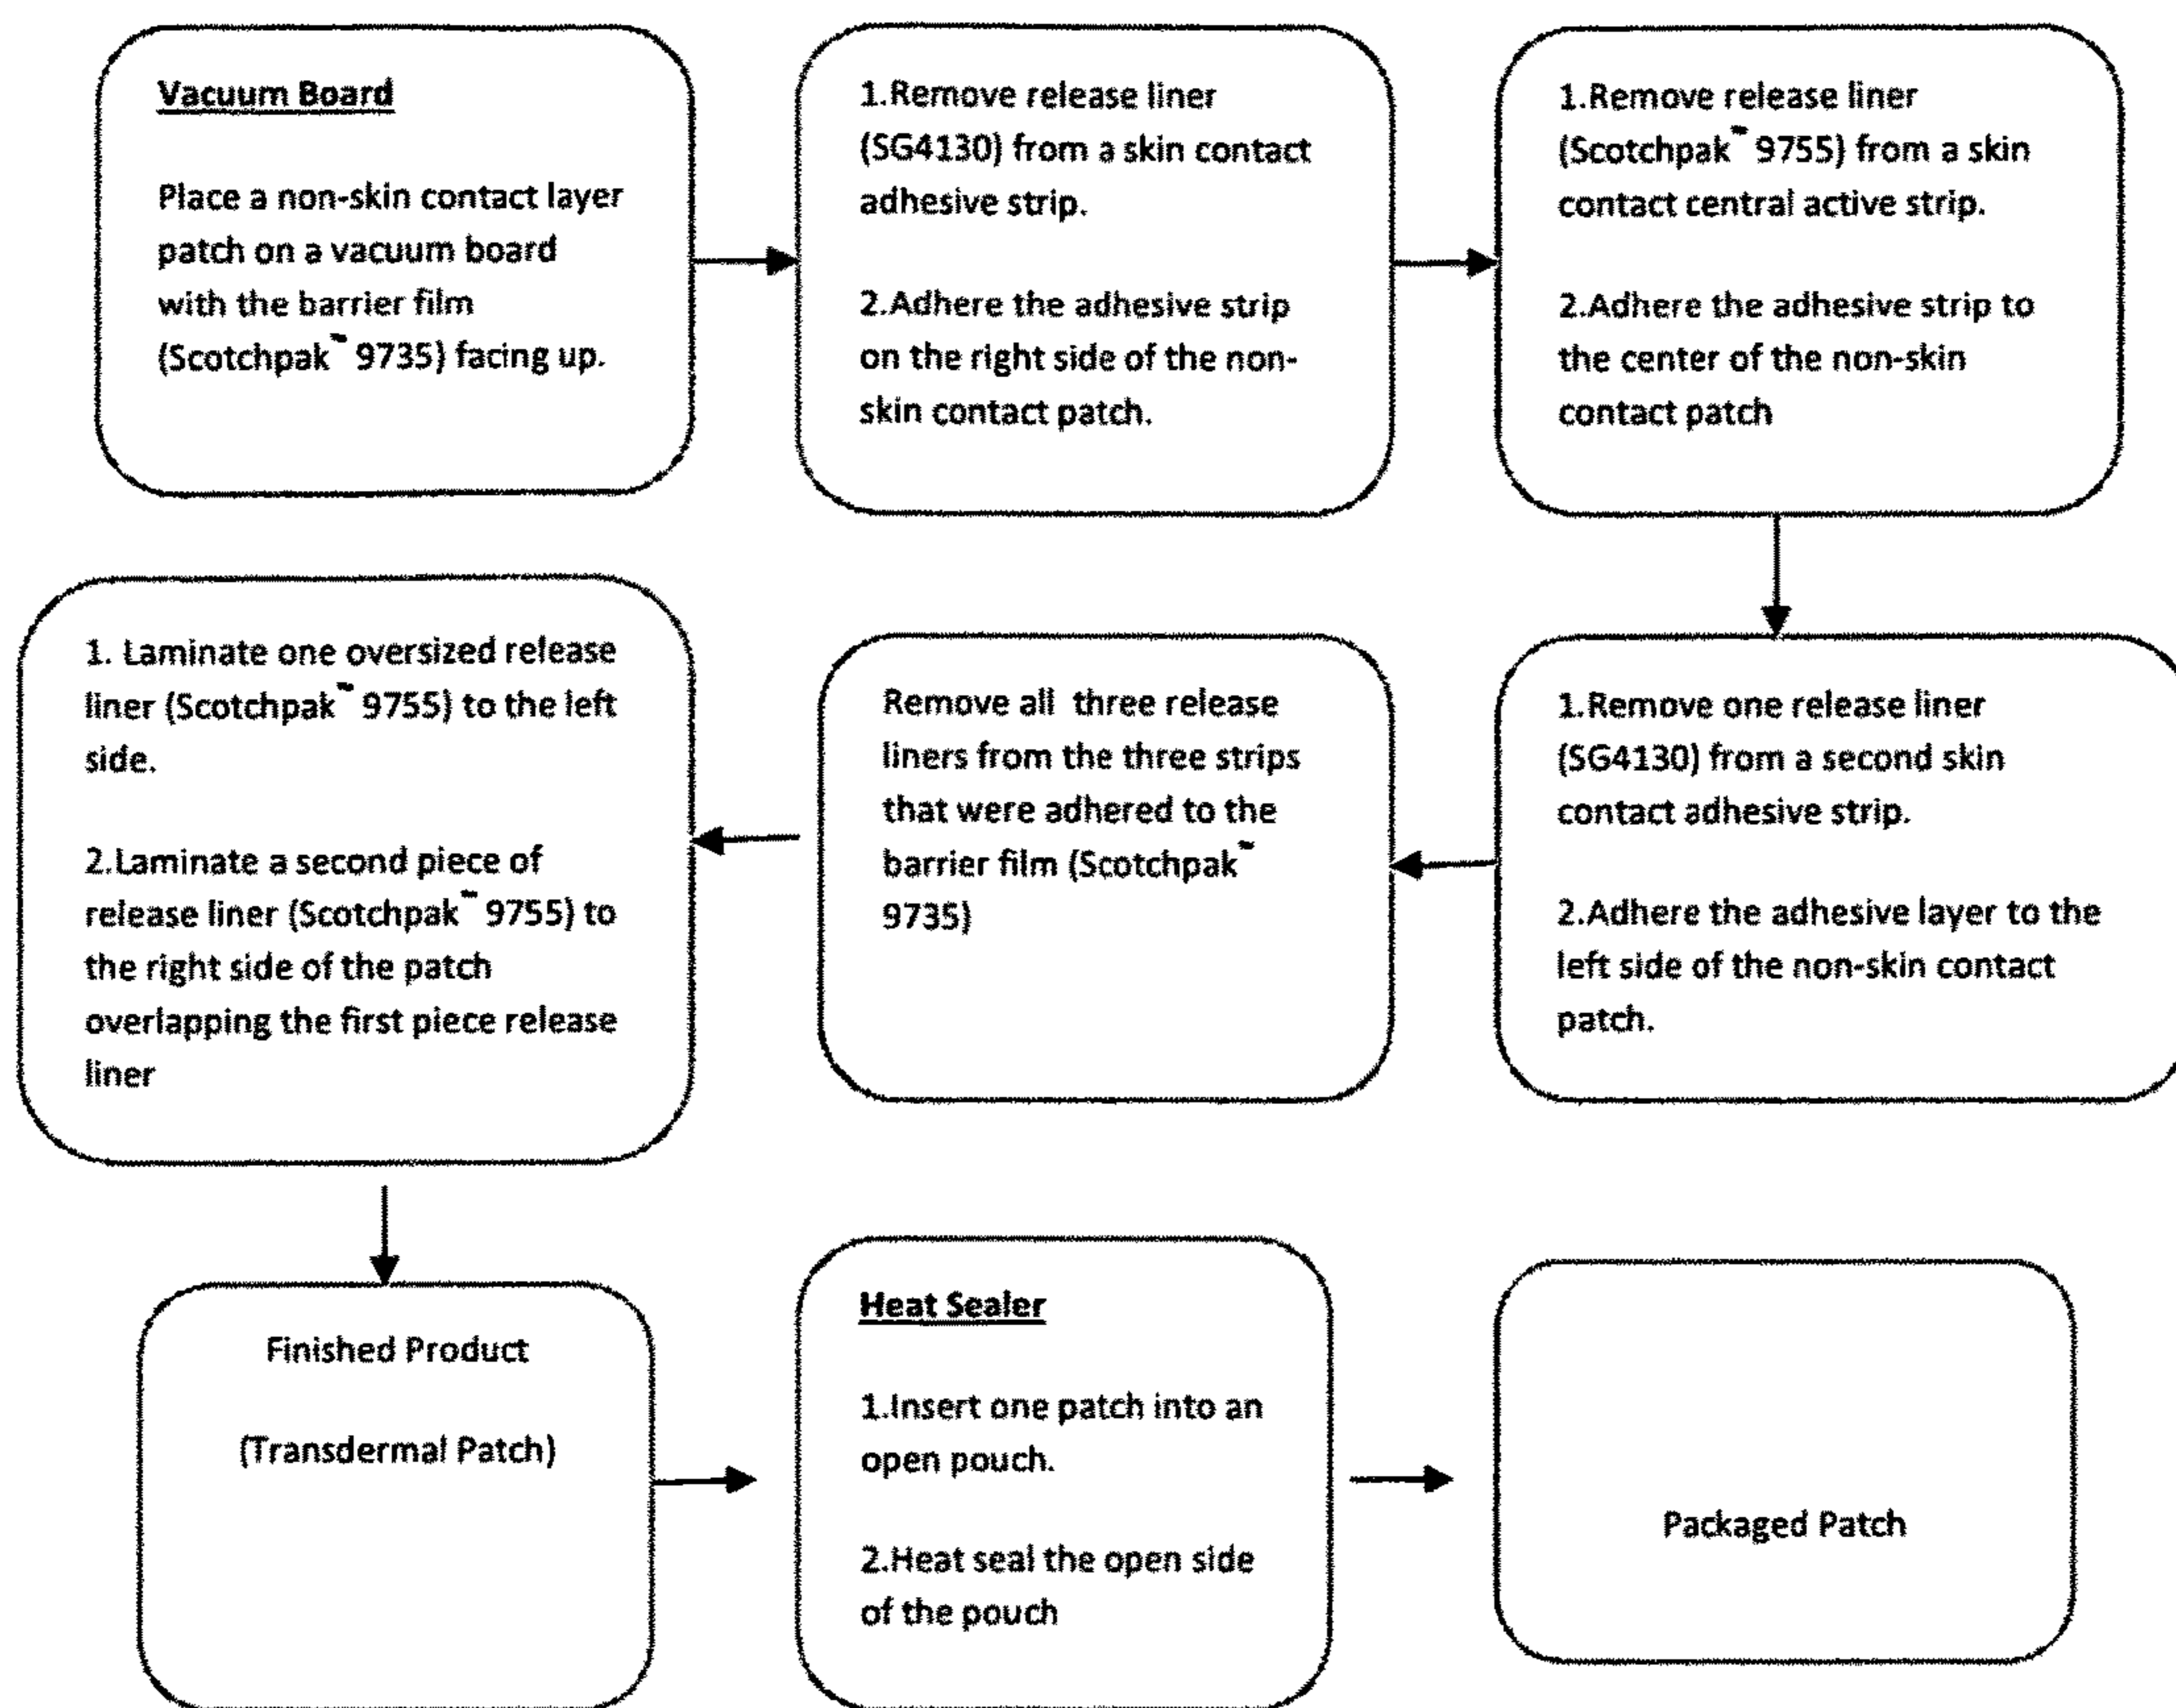 Vacuum Board
Place a non-skin contact layer
patch on a vacuum board
with the barrier film
(Scotchpak™ 9735) facing up.
1.Remove release liner
(SG4130) from a skin contact
adhesive strip.
2.Adhere the adhesive strip
on the right side of the non-
skin contact patch.
1.Remove release liner
(Scotchpak™ 9755) from a skin
contact central active strip.
2.Adhere the adhesive strip to
the center of the non-skin
contact patch
1.Remove one release liner
(SG4130) from a second skin
contact adhesive strip.
2.Adhere the adhesive layer to the
left side of the non-skin contact
patch.
Remove all three release
liners from the three strips
that were adhered to the
barrier film (Scotchpak™
9735)
1. Laminate one oversized release
liner (Scotchpak™ 9755) to the left
side.
2.Laminate a second piece of
release liner (Scotchpak™ 9755) to
the right side of the patch
overlapping the first piece release
liner
Finished Product
(Transdermal Patch)
Heat Sealer
1.Insert one patch into an
open pouch.
2.Heat seal the open side
of the pouch
Packaged Patch